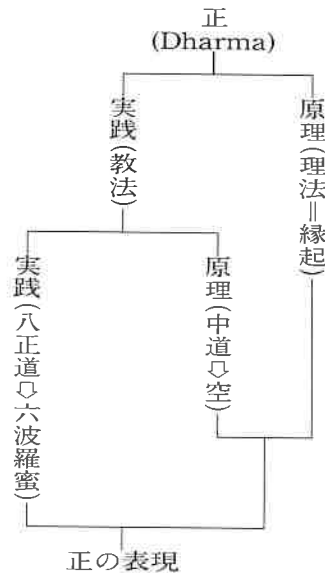 正
(Dharma)
原理(理法＝縁起)
実践(教法)
原理(中道⇨空)
実践(八正道⇨六波羅蜜)
正の表現